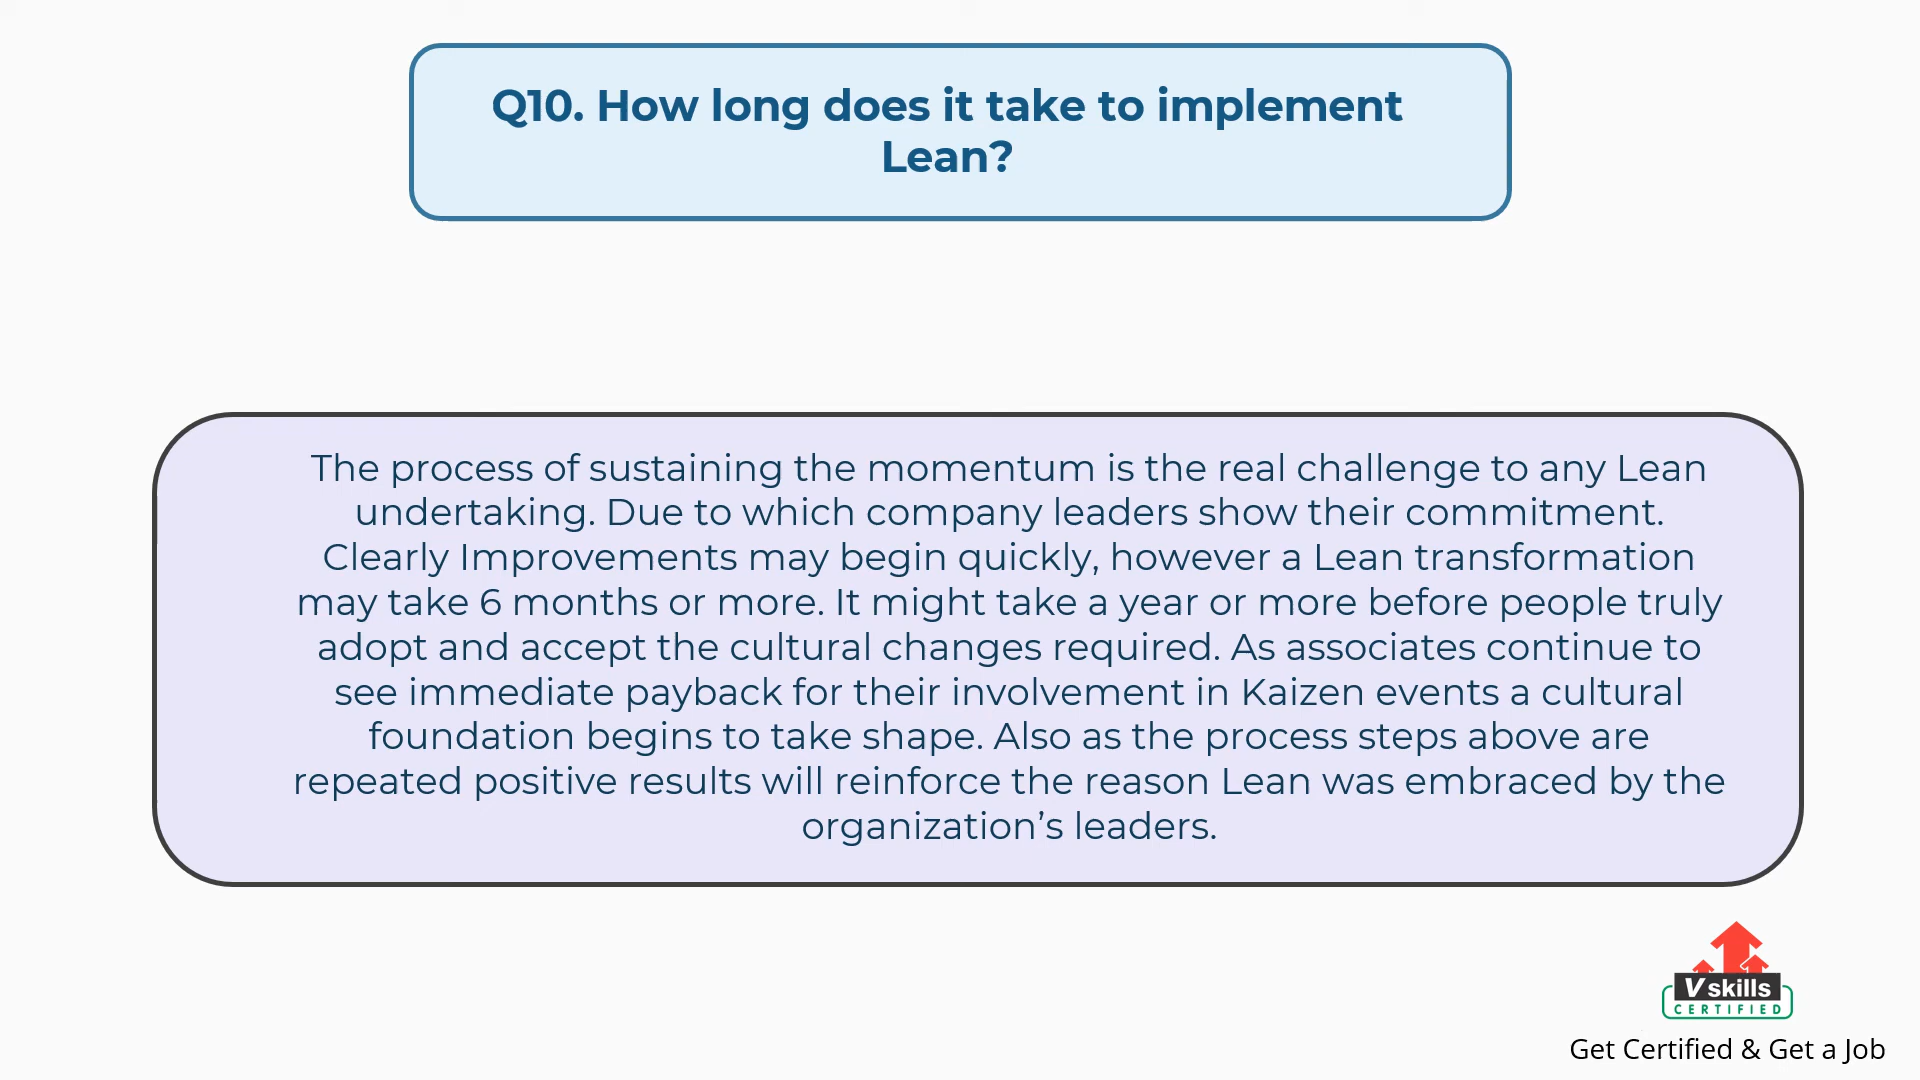 Q10. How long does it take to implement
Lean?
The process of sustaining the momentum is the real challenge to any Lean
undertaking. Due to which company leaders show their commitment.
Clearly Improvements may begin quickly, however a Lean transformation
may take 6 months or more. It might take a year or more before people truly
adopt and accept the cultural changes required. As associates continue to
see immediate payback for their involvement in Kaizen events a cultural
foundation begins to take shape. Also as the process steps above are
repeated positive results will reinforce the reason Lean was embraced by the
organization’s leaders.
Vskills
CERTIFIED
Get Certified & Get a Job